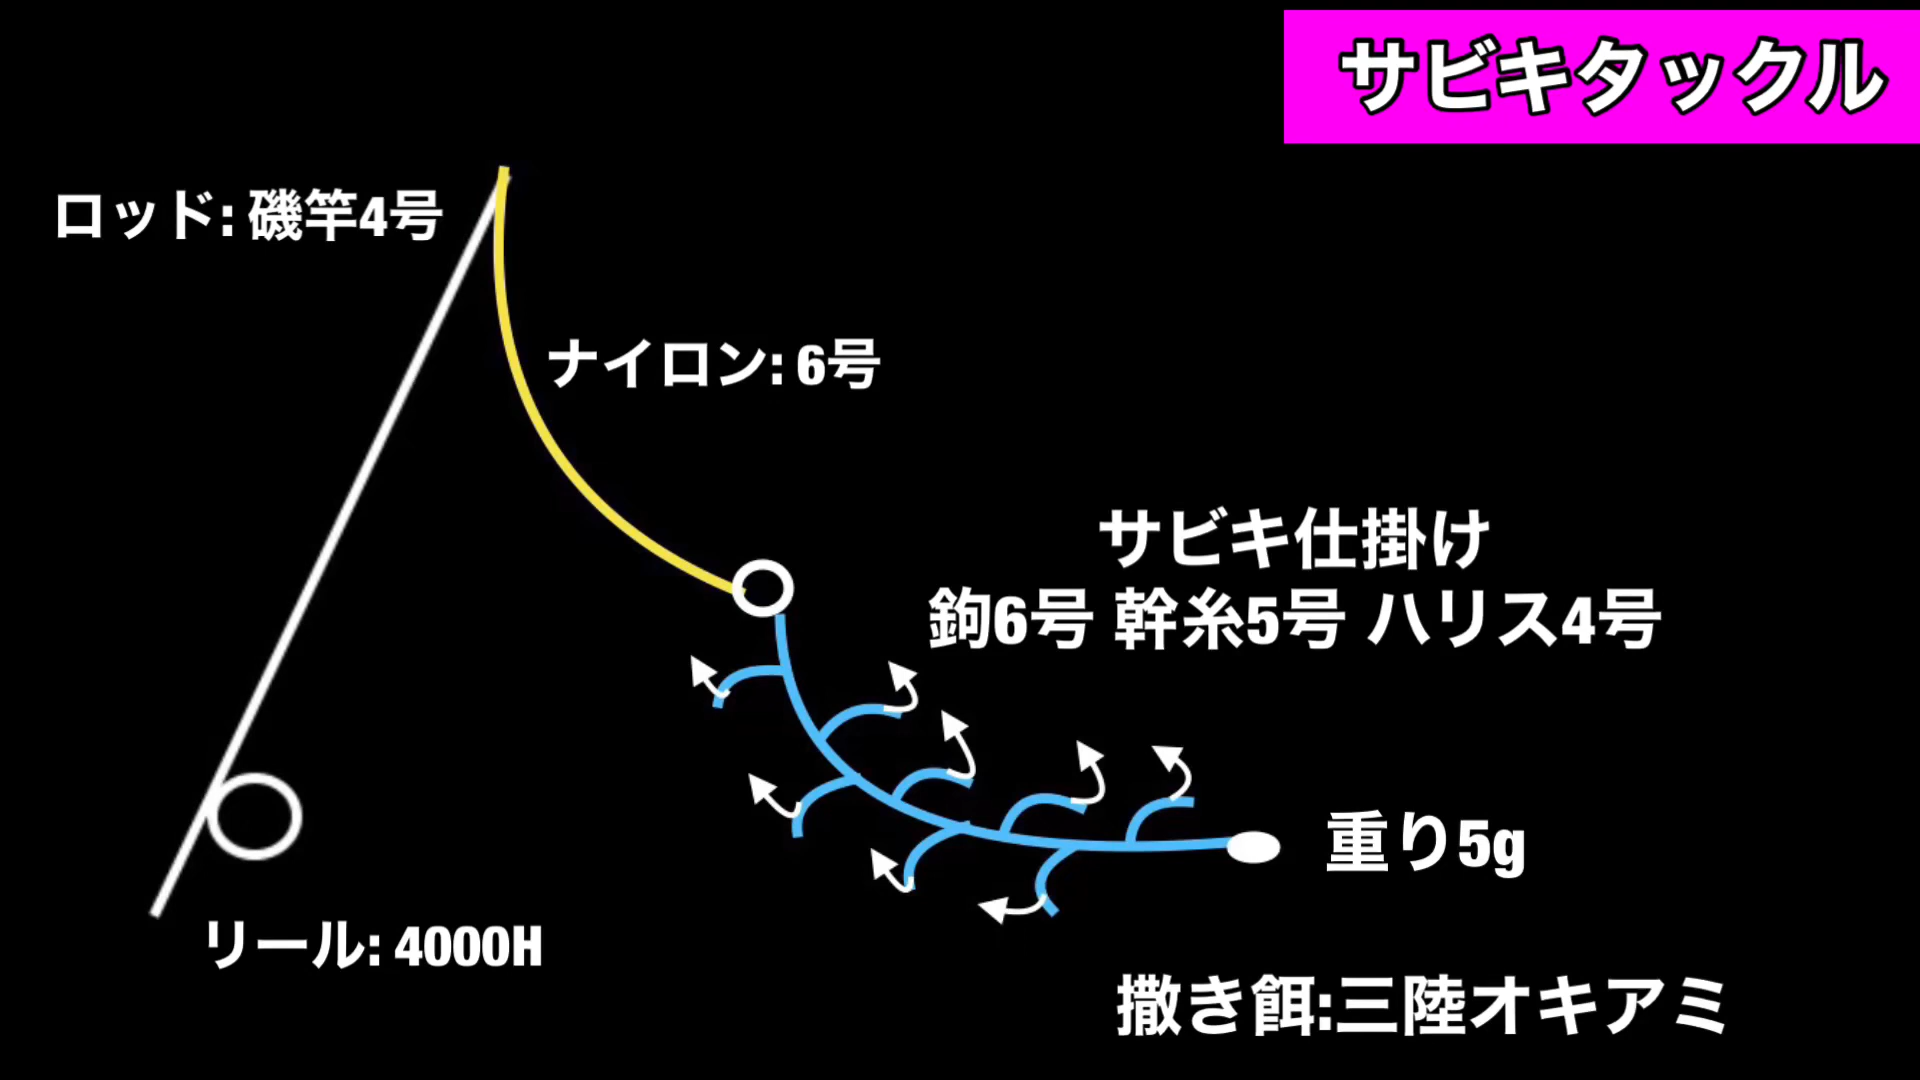 サビキタックル
ロッド: 磯竿4号
ナイロン: 6号
サビキ仕掛け
鉤6号 幹糸5号 ハリス4号
重り5g
リール: 4000H
撒き餌:三陸オキアミ